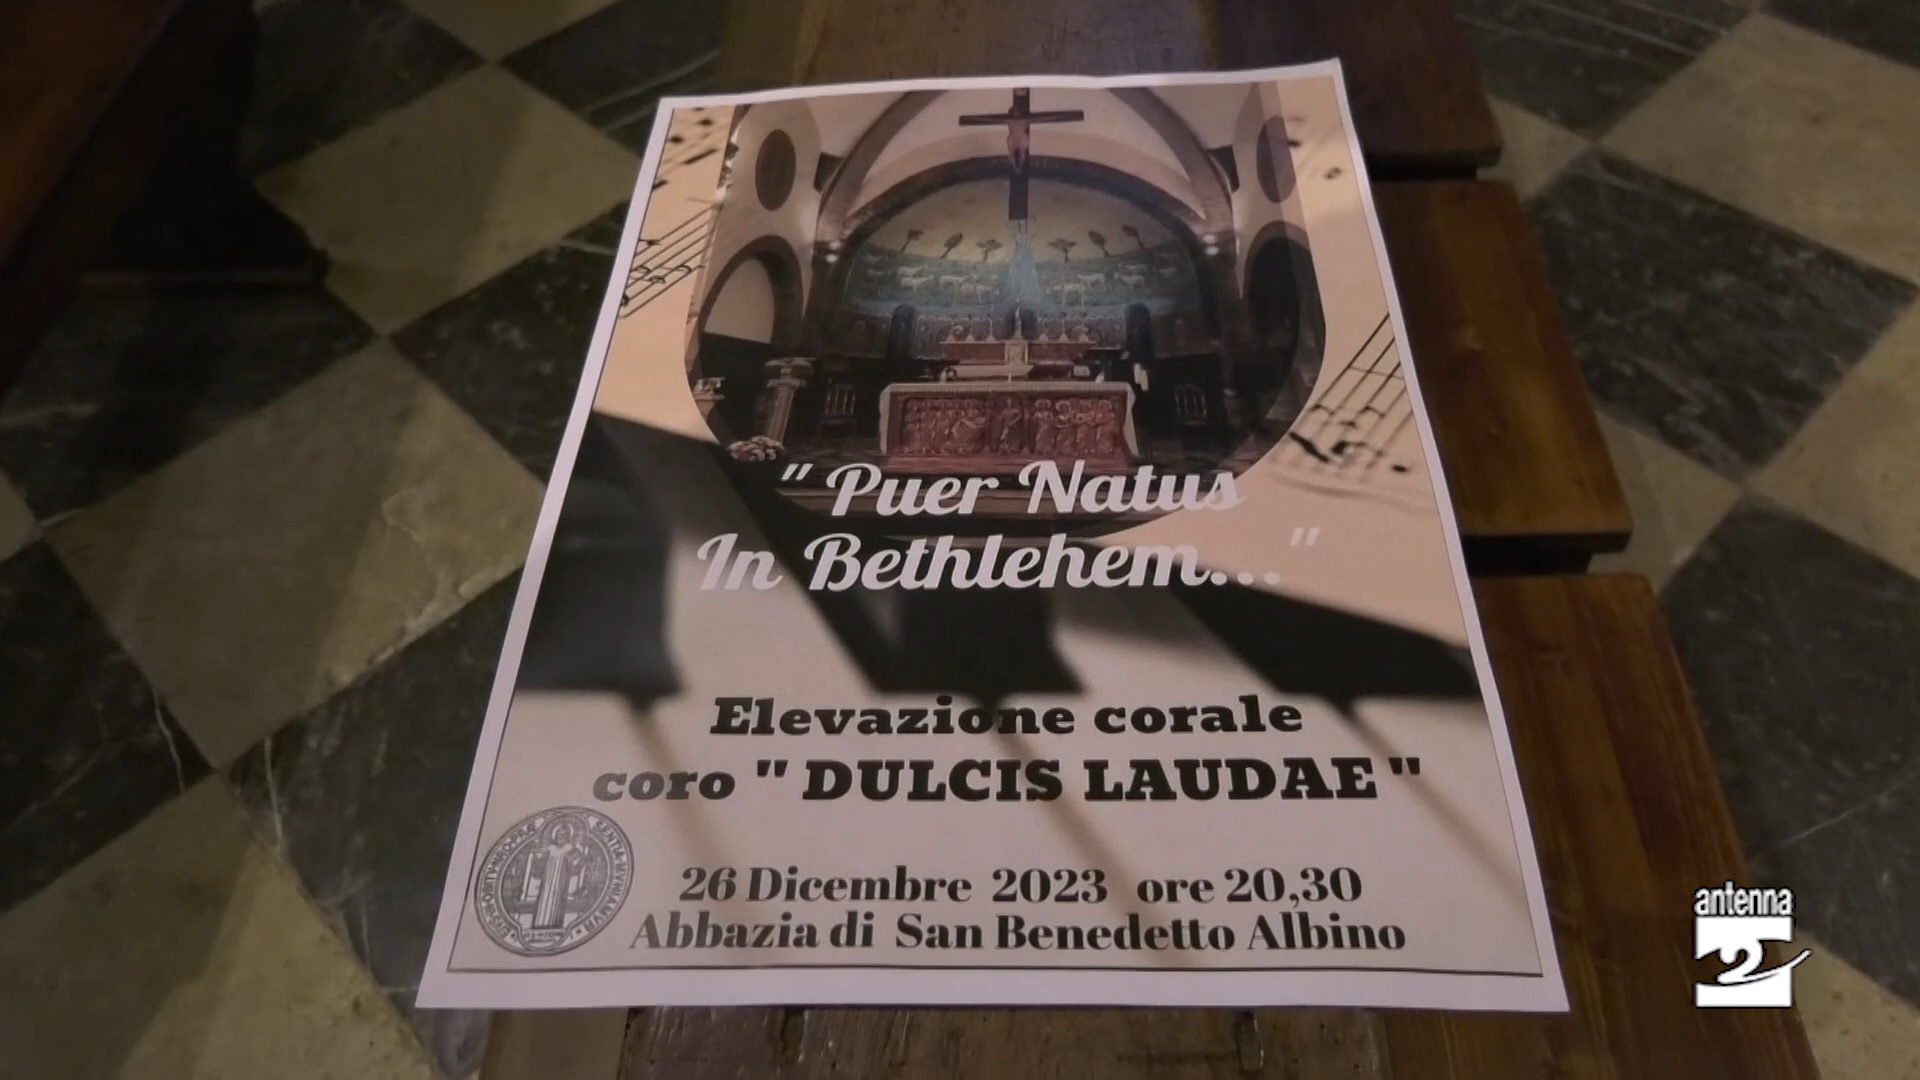 " Puer Natus
In Bethlehem... "
Elevazione corale
coro " DULCIS LAUDAE "
26 Dicembre 2023 ore 20,30
Abbazia di San Benedetto Albino
antenna
2